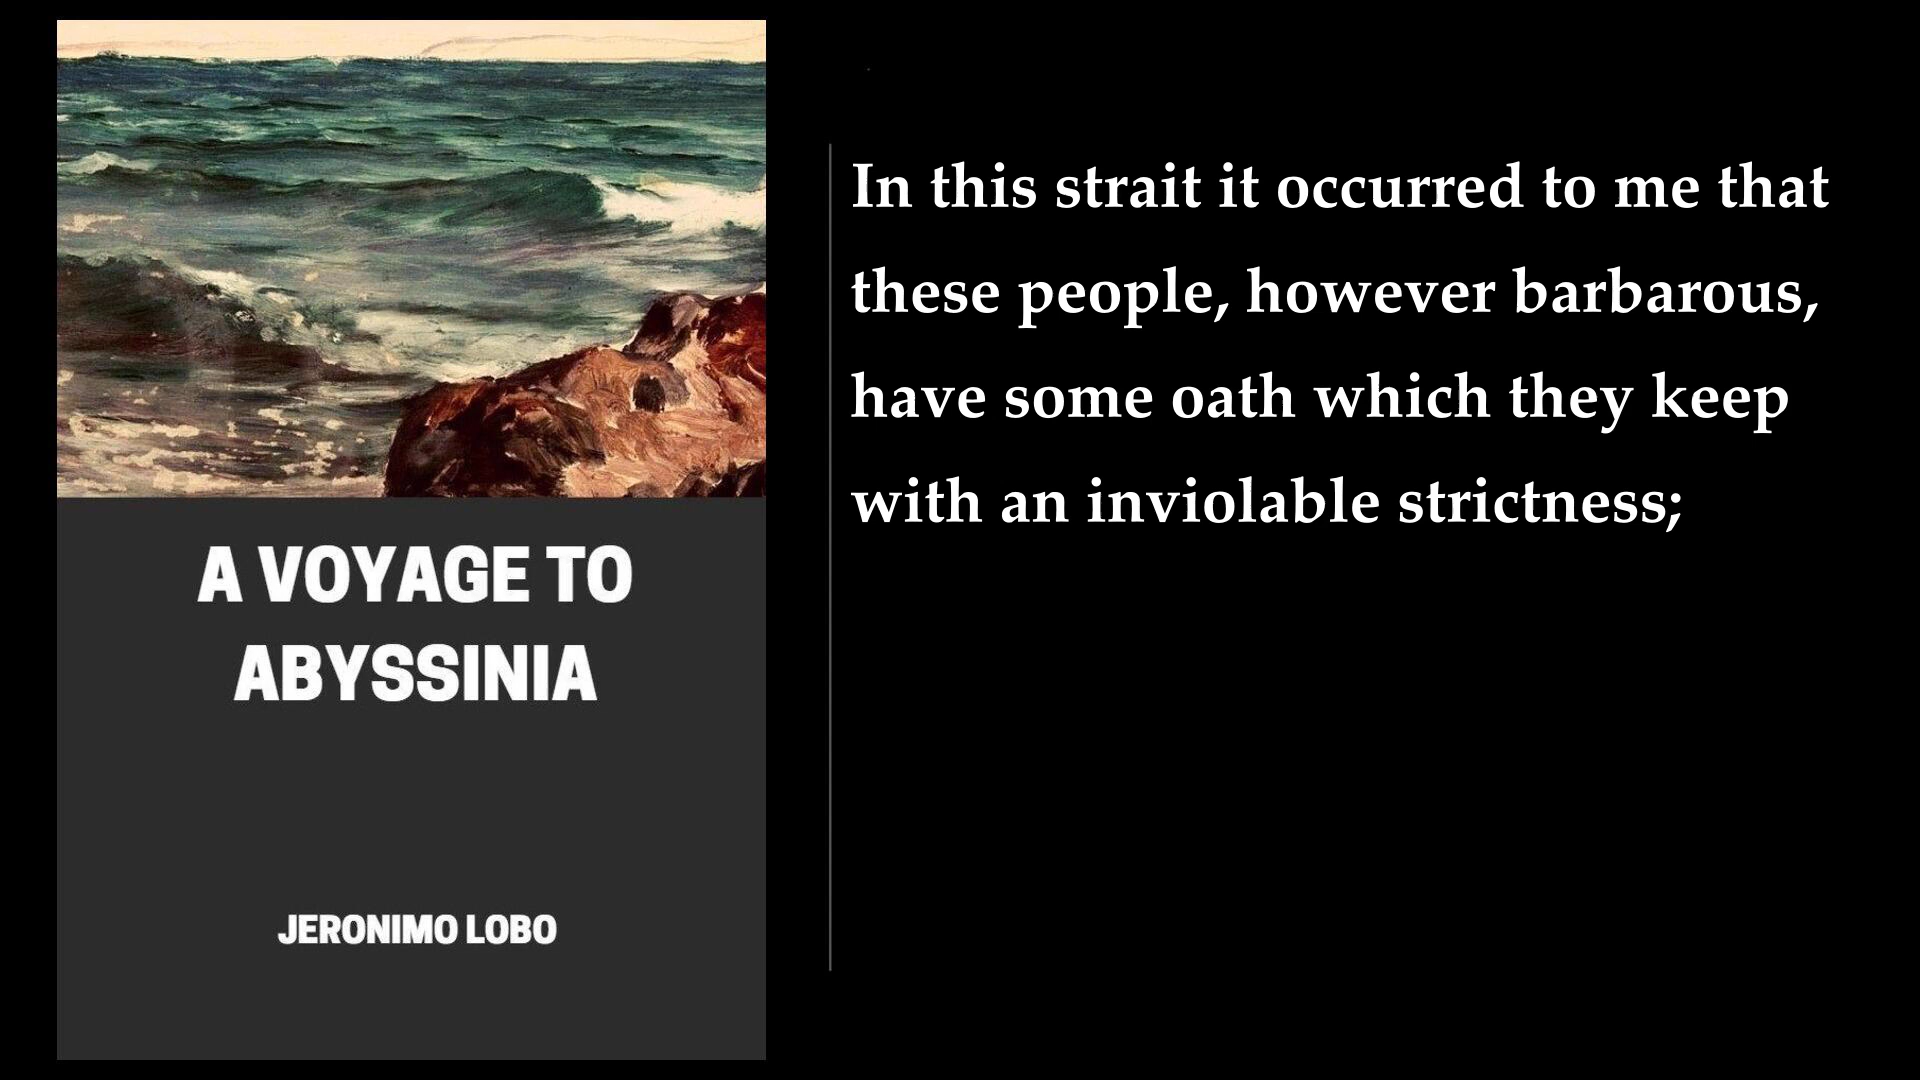 A VOYAGE TO
ABYSSINIA
JERONIMO LOBO
In this strait it occurred to me that
these people, however barbarous,
have some oath which they keep
with an inviolable strictness;